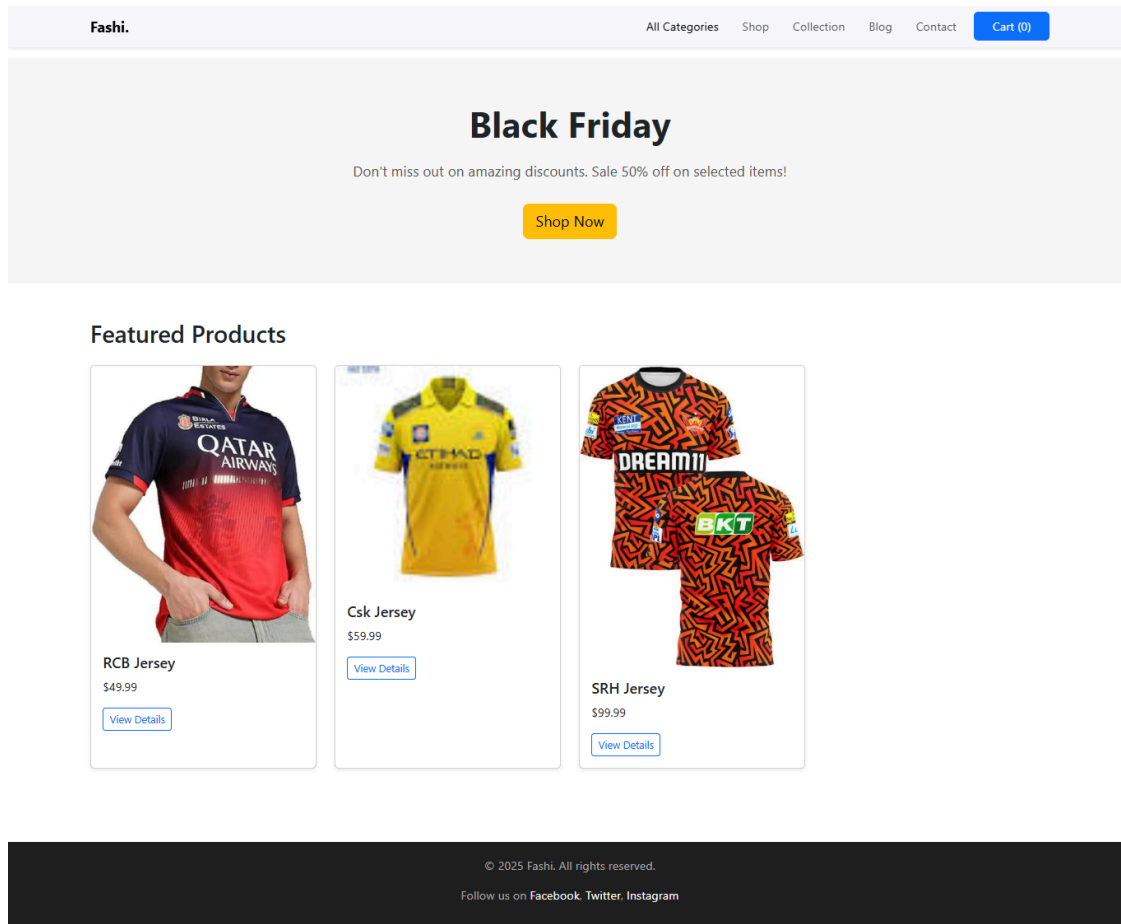 Fashi.
All Categories Shop Collection Blog Contact Cart (0)
Black Friday
Don't miss out on amazing discounts. Sale 50% off on selected items!
Shop Now
Featured Products
BIRLA
ESTATES
QATAR
AIRWAYS
RCB Jersey
$49.99
View Details
ETIHAD
AIRWAYS
Csk Jersey
$59.99
View Details
KENT
DREAM11
BKT
SRH Jersey
$99.99
View Details
© 2025 Fashi. All rights reserved.
Follow us on Facebook, Twitter, Instagram